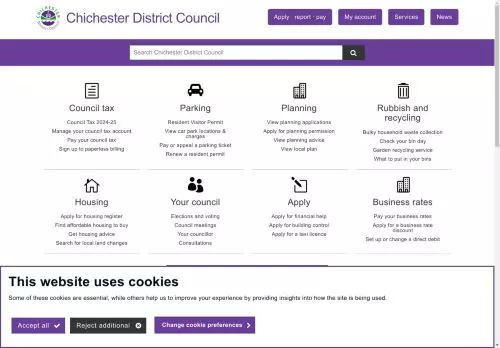 Chichester District Council
Apply · report · pay
My account
Services
News
Search Chichester District Council
Council tax
Council Tax 2024-25
Manage your council tax account
Pay your council tax
Sign up to paperless billing
Parking
Resident Visitor Permit
View car park locations &
charges
Pay or appeal a parking ticket
Renew a resident permit
Planning
View planning applications
Apply for planning permission
View planning advice
View local plan
Rubbish and
recycling
Bulky household waste collection
Check your bin day
Garden recycling service
What to put in your bins
Housing
Apply for housing register
Find affordable housing to buy
Get housing advice
Search for local land changes
Your council
Elections and voting
Council meetings
Your councillor
Consultations
Apply
Apply for financial help
Apply for building control
Apply for a taxi licence
Business rates
Pay your business rates
Apply for a business rate
discount
Set up or change a direct debit
This website uses cookies
Some of these cookies are essential, while others help us to improve your experience by providing insights into how the site is being used.
Accept all
Reject additional
Change cookie preferences